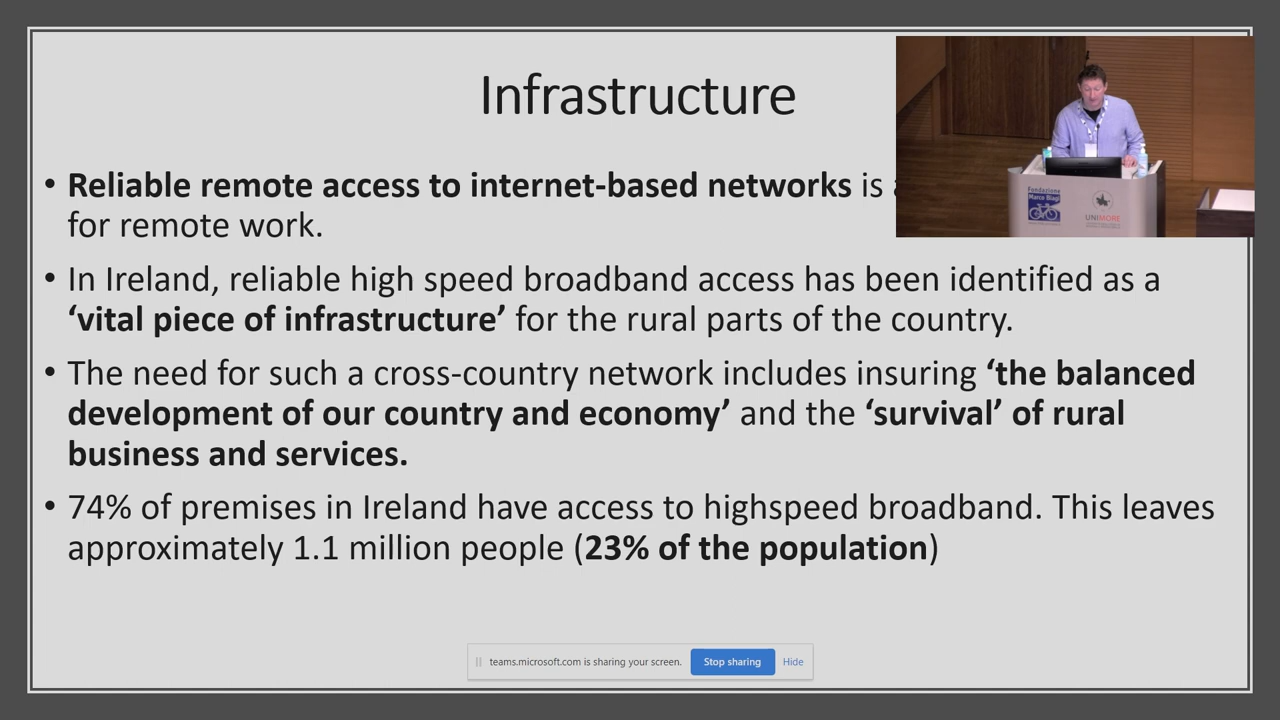 Infrastructure
• Reliable remote access to internet-based networks is
for remote work.
• In Ireland, reliable high speed broadband access has been identified as a
‘vital piece of infrastructure’ for the rural parts of the country.
• The need for such a cross-country network includes insuring ‘the balanced
development of our country and economy’ and the ‘survival’ of rural
business and services.
• 74% of premises in Ireland have access to highspeed broadband. This leaves
approximately 1.1 million people (23% of the population)
Fondazione
Marco Biagi
UNIMORE
teams.microsoft.com is sharing your screen.
Stop sharing
Hide